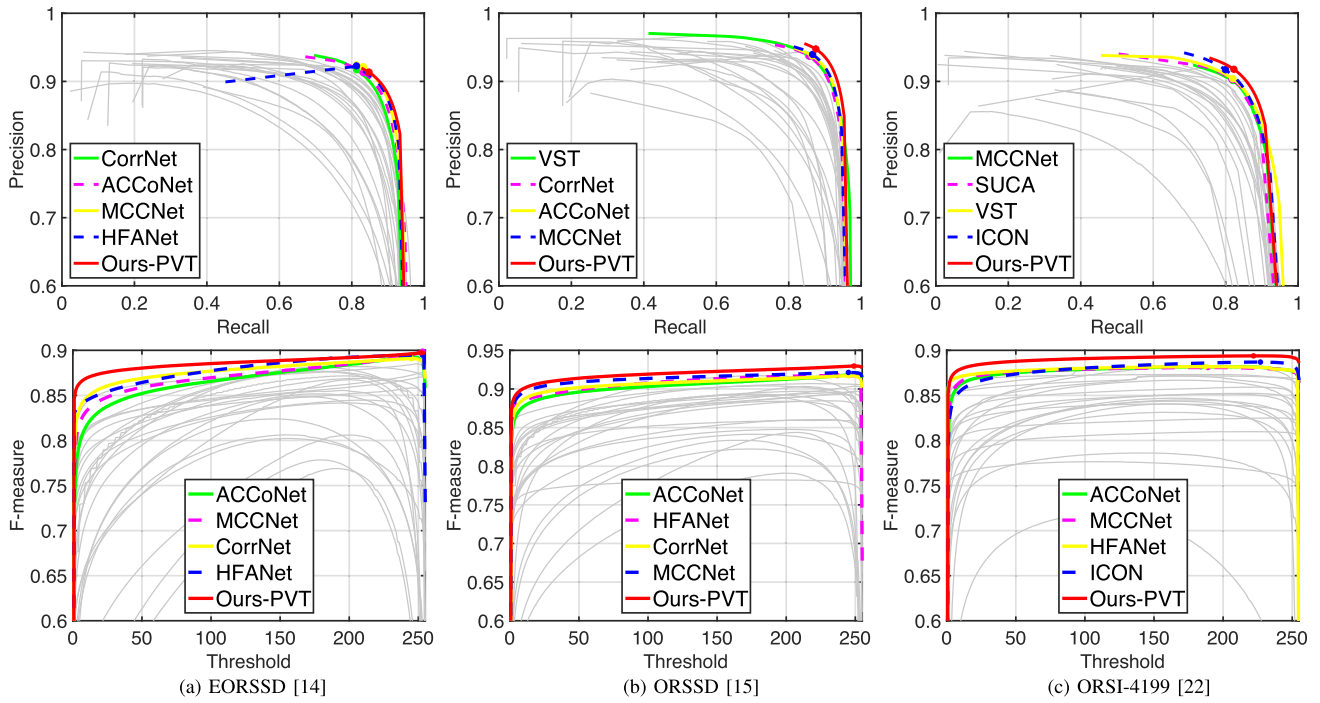 1
0.9
0.8
0.7
0.6
Precision
CorrNet
ACCoNet
MCCNet
HFANet
Ours-PVT
0 0.2 0.4 0.6 0.8 1
Recall
1
0.9
0.8
0.7
0.6
Precision
VST
CorrNet
ACCoNet
MCCNet
Ours-PVT
0 0.2 0.4 0.6 0.8 1
Recall
1
0.9
0.8
0.7
0.6
Precision
MCCNet
SUCA
VST
ICON
Ours-PVT
0 0.2 0.4 0.6 0.8 1
Recall
0.9
0.85
0.8
0.75
0.7
0.65
0.6
F-measure
ACCoNet
MCCNet
CorrNet
HFANet
Ours-PVT
0 50 100 150 200 250
Threshold
(a) EORSSD [14]
0.95
0.9
0.85
0.8
0.75
0.7
0.65
0.6
F-measure
ACCoNet
HFANet
CorrNet
MCCNet
Ours-PVT
0 50 100 150 200 250
Threshold
(b) ORSSD [15]
0.9
0.85
0.8
0.75
0.7
0.65
0.6
F-measure
ACCoNet
MCCNet
HFANet
ICON
Ours-PVT
0 50 100 150 200 250
Threshold
(c) ORSI-4199 [22]